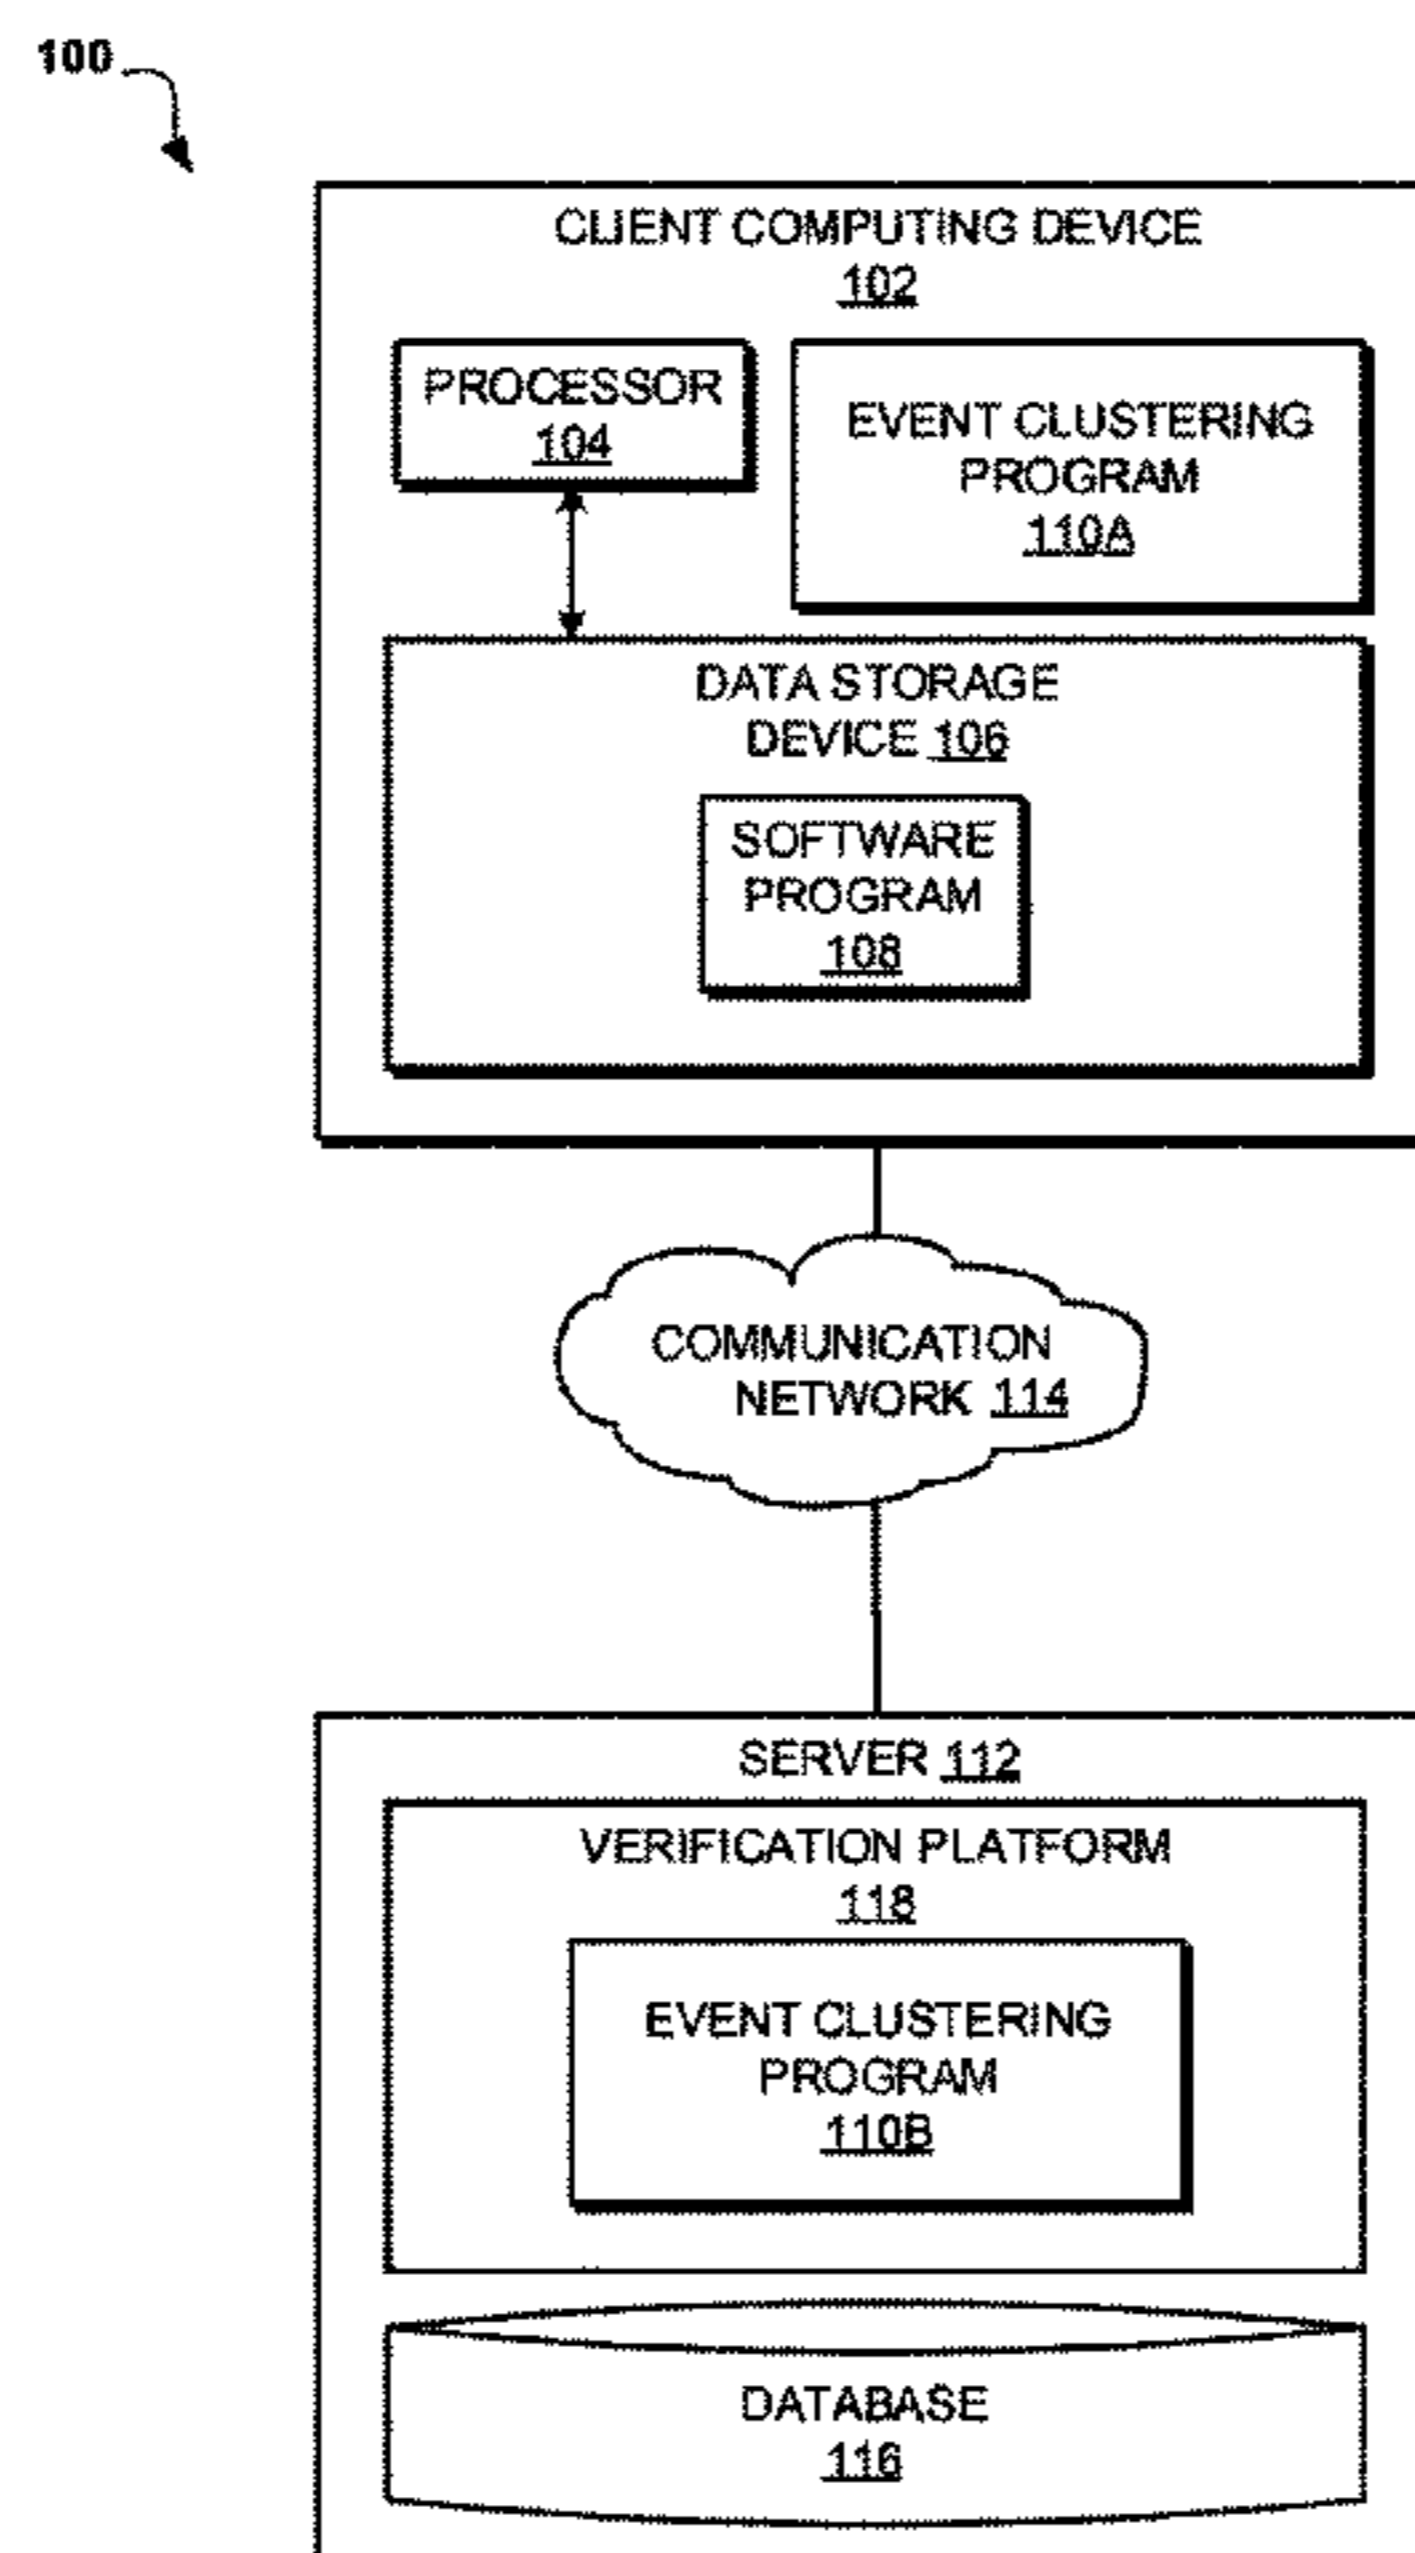 100
CLIENT COMPUTING DEVICE
102
PROCESSOR
104
EVENT CLUSTERING
PROGRAM
110A
DATA STORAGE
DEVICE 106
SOFTWARE
PROGRAM
108
COMMUNICATION
NETWORK 114
SERVER 112
VERIFICATION PLATFORM
118
EVENT CLUSTERING
PROGRAM
110B
DATABASE
116